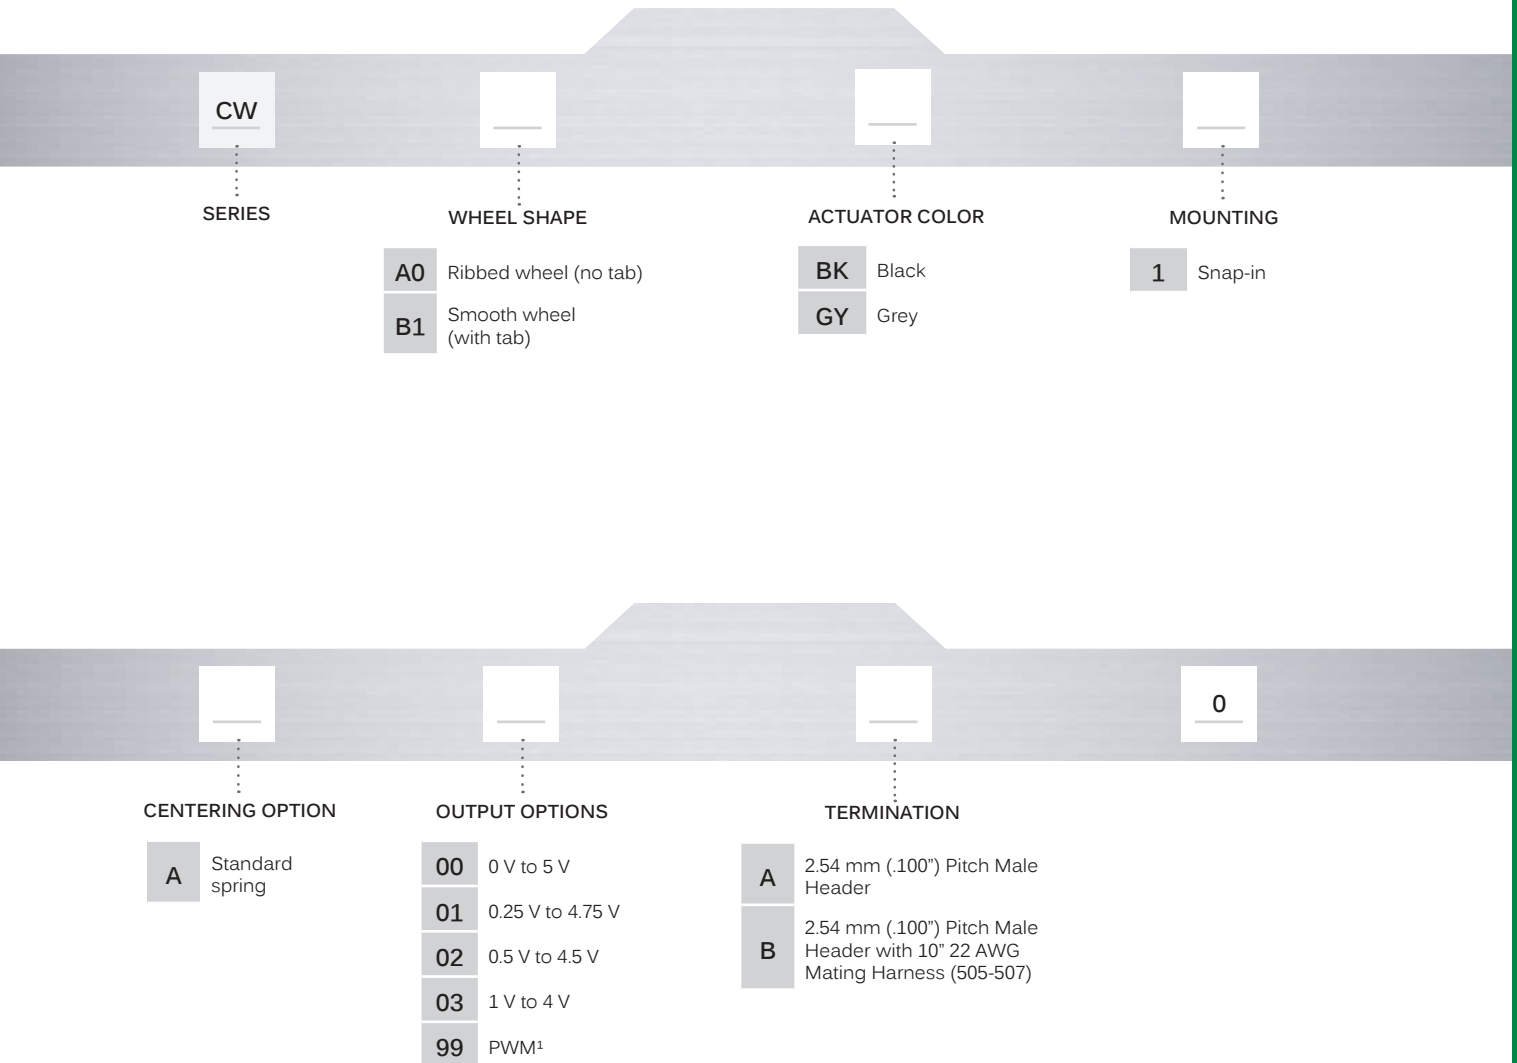 CW
SERIES
WHEEL SHAPE
A0 Ribbed wheel (no tab)
B1 Smooth wheel
(with tab)
ACTUATOR COLOR
BK Black
GY Grey
MOUNTING
1 Snap-in
0
CENTERING OPTION
A Standard
spring
OUTPUT OPTIONS
00 0 V to 5 V
01 0.25 V to 4.75 V
02 0.5 V to 4.5 V
03 1 V to 4 V
99 PWM¹
TERMINATION
A 2.54 mm (.100”) Pitch Male
Header
B 2.54 mm (.100”) Pitch Male
Header with 10” 22 AWG
Mating Harness (505-507)